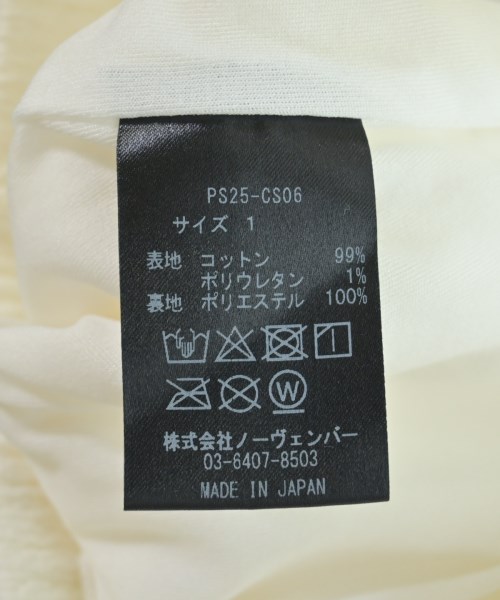 PS25-CS06
サイズ 1
表地 コットン 99%
ポリウレタン 1%
裏地 ポリエステル 100%
W
株式会社ノーヴェンバー
03-6407-8503
MADE IN JAPAN